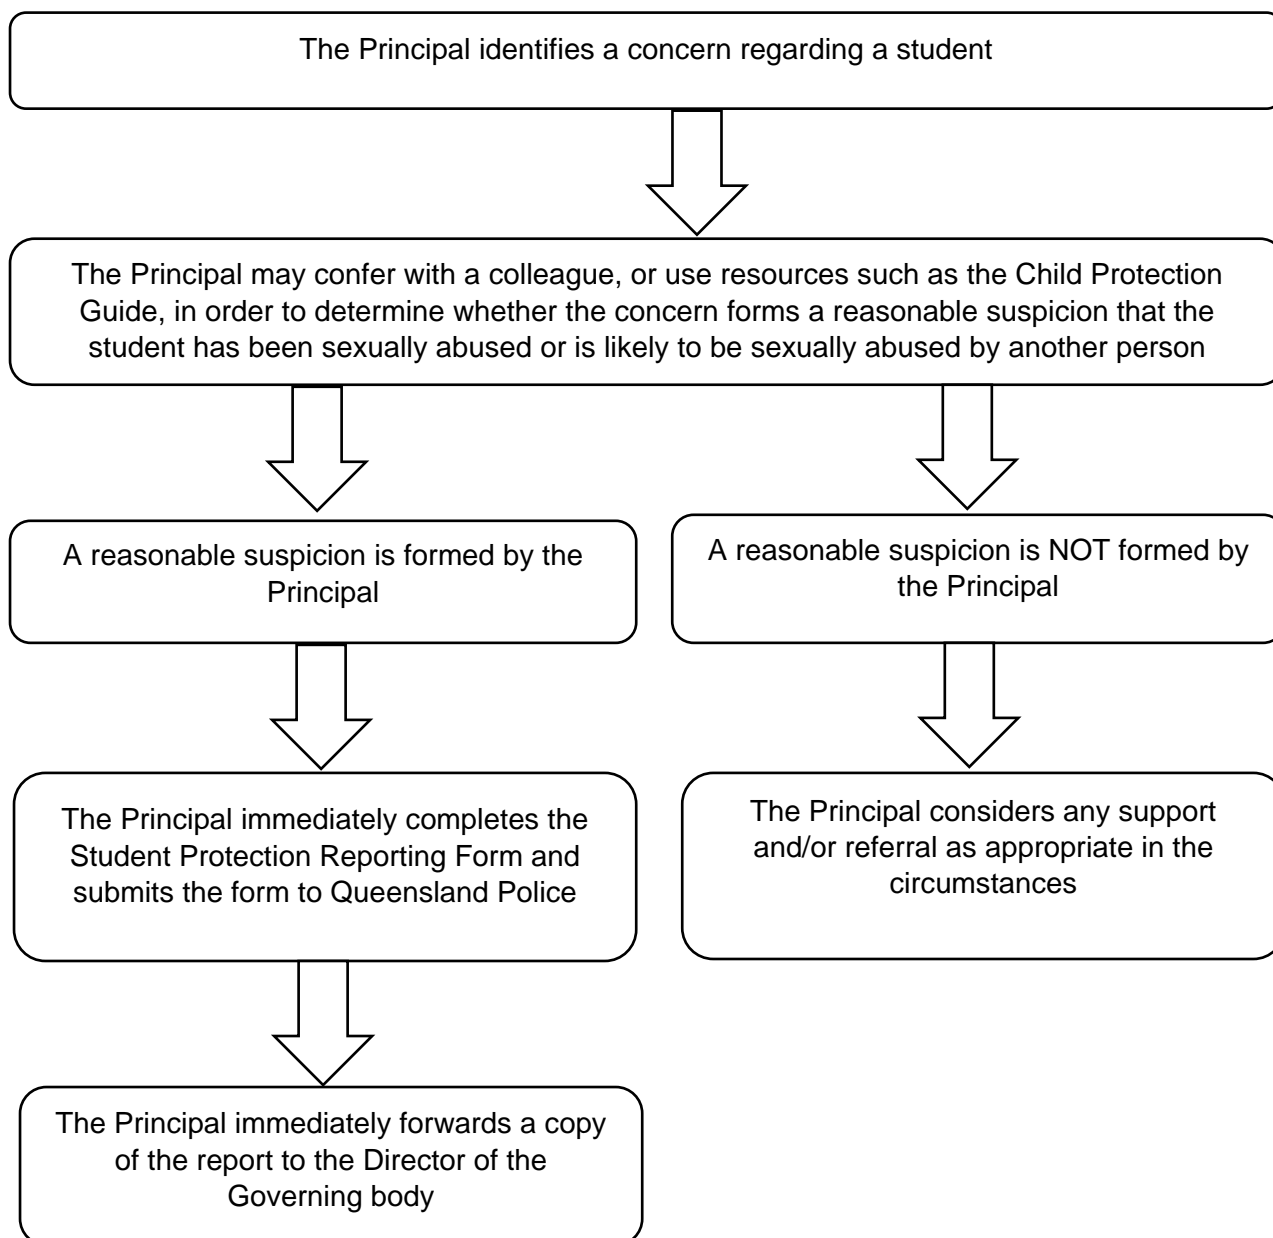 The Principal identifies a concern regarding a student
The Principal may confer with a colleague, or use resources such as the Child Protection
Guide, in order to determine whether the concern forms a reasonable suspicion that the
student has been sexually abused or is likely to be sexually abused by another person
A reasonable suspicion is formed by the
Principal
A reasonable suspicion is NOT formed by
the Principal
The Principal immediately completes the
Student Protection Reporting Form and
submits the form to Queensland Police
The Principal considers any support
and/or referral as appropriate in the
circumstances
The Principal immediately forwards a copy
of the report to the Director of the
Governing body